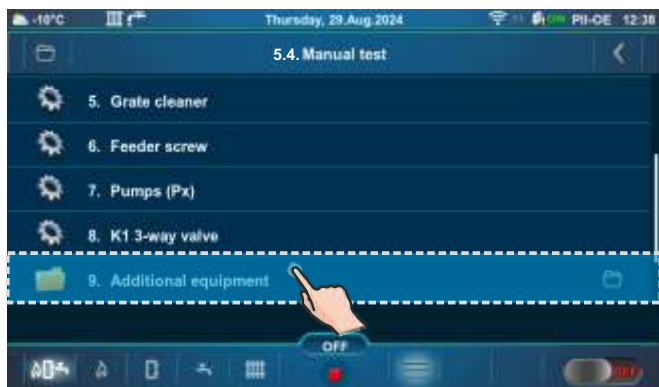 -10°C Thursday, 29.Aug.2024 PII-OE 12:38
5.4. Manual test
5. Grate cleaner
6. Feeder screw
7. Pumps (Px)
8. K1 3-way valve
9. Additional equipment
OFF
OFF